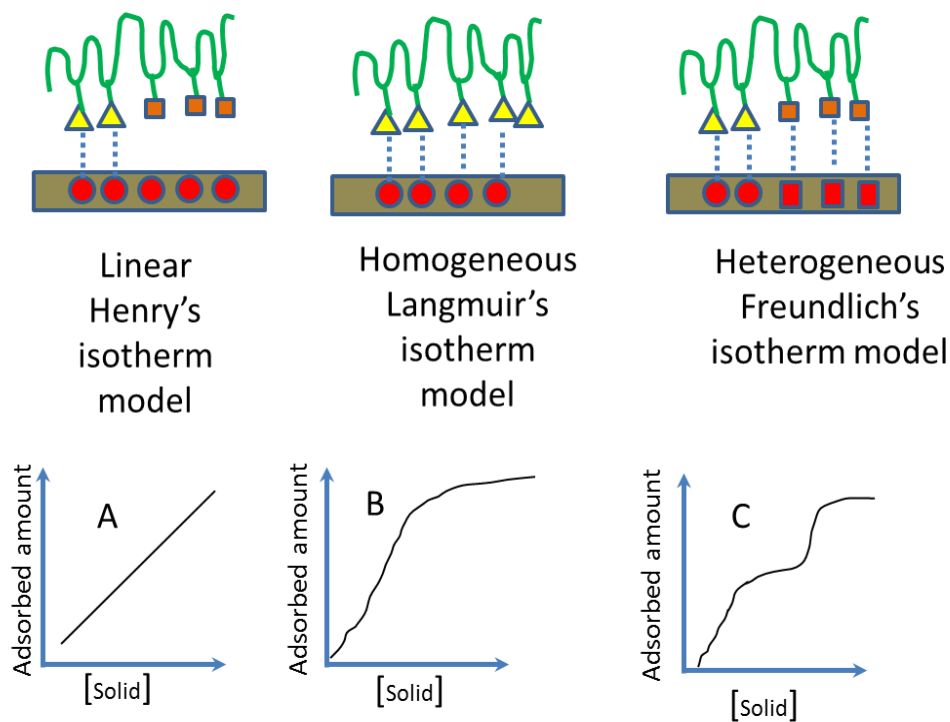 Linear
Henry's
isotherm
model
Homogeneous
Langmuir's
isotherm
model
Heterogeneous
Freundlich's
isotherm model
Adsorbed amount
A
[Solid]
Adsorbed amount
B
[Solid]
Adsorbed amount
C
[Solid]